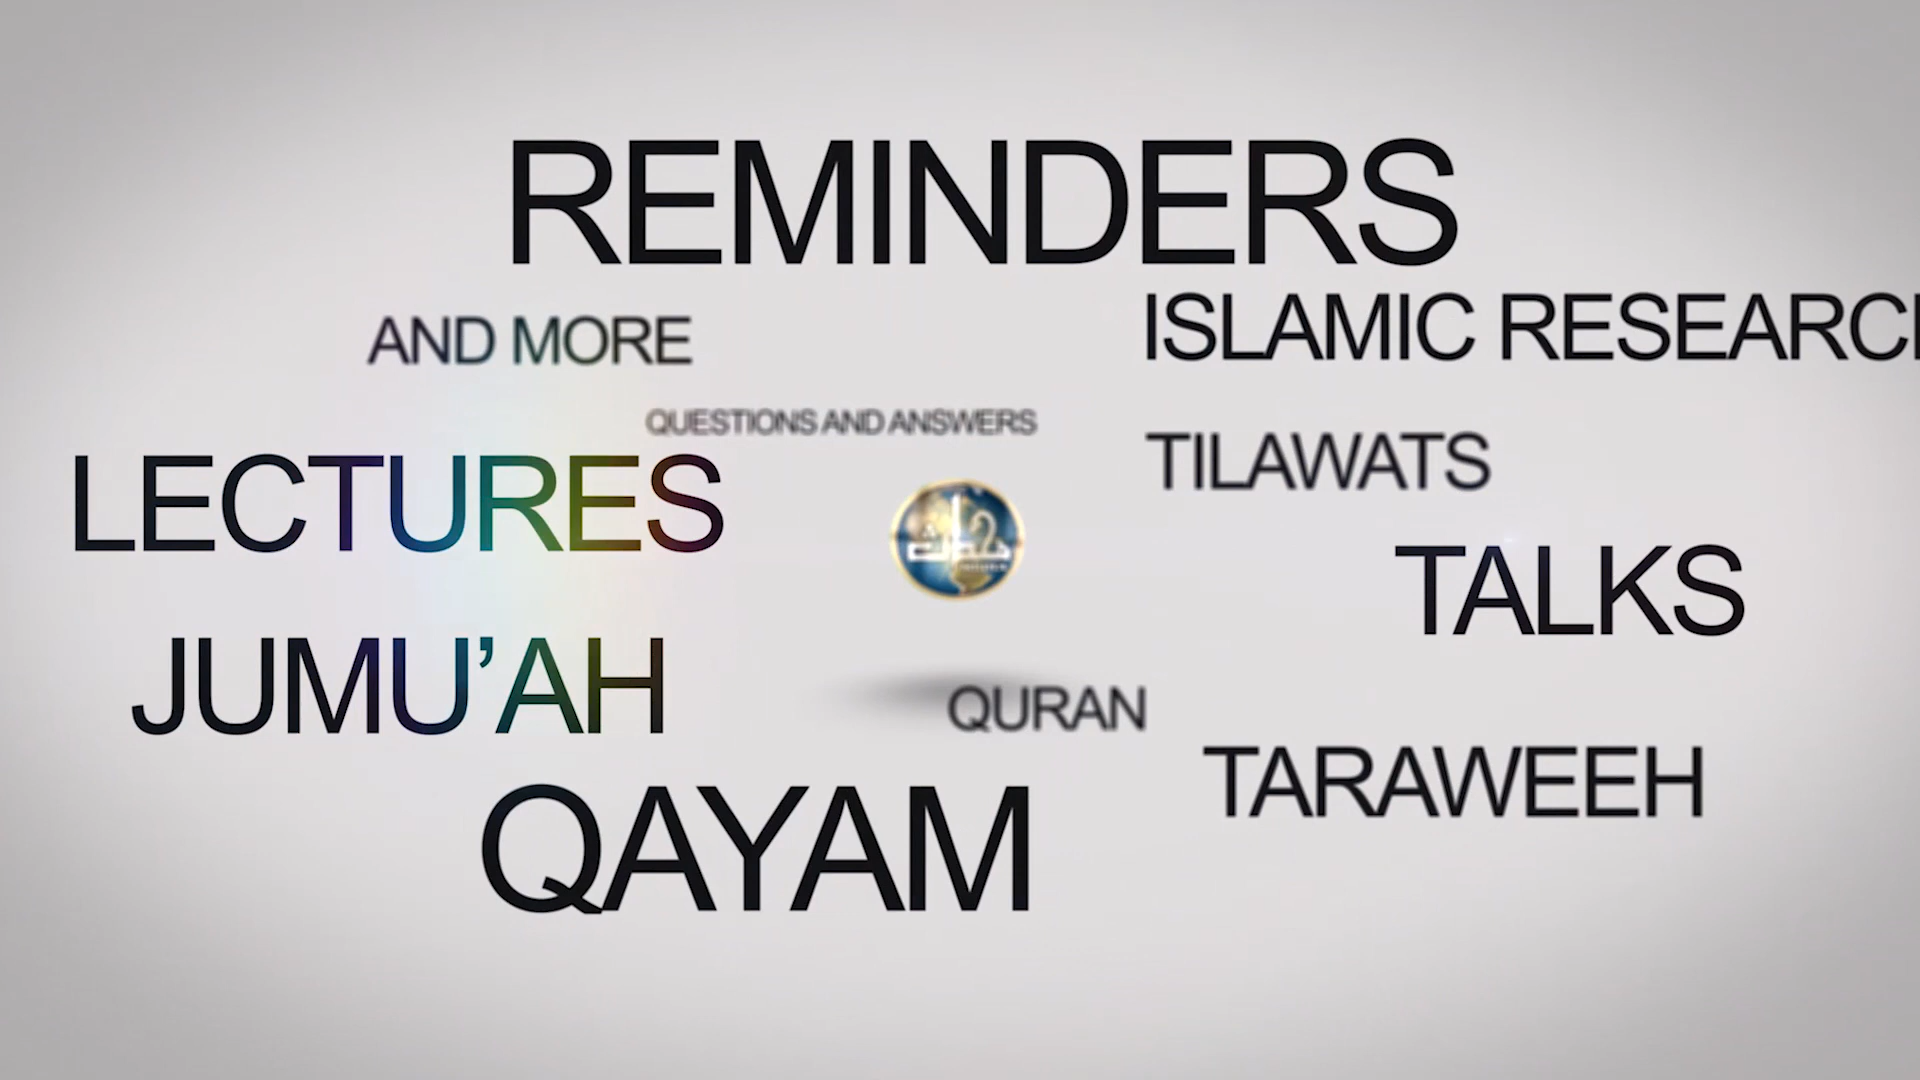 REMINDERS
ISLAMIC RESEARC
AND MORE
QUESTIONS AND ANSWERS
TILAWATS
LECTURES
TALKS
JUMU’AH
QURAN
TARAWEEH
QAYAM